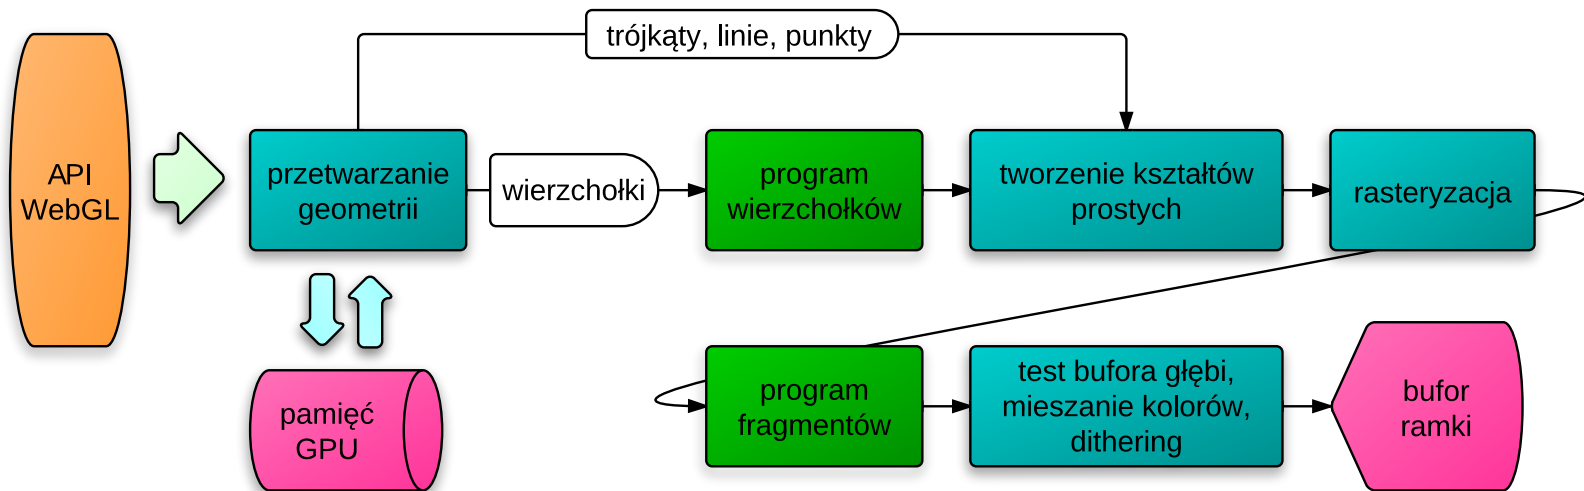 trójkąty, linie, punkty
API
WebGL
przetwarzanie
geometrii
wierzchołki
program
wierzchołków
tworzenie kształtów
prostych
rasteryzacja
pamięć
GPU
program
fragmentów
test bufora głębi,
mieszanie kolorów,
dithering
bufor
ramki